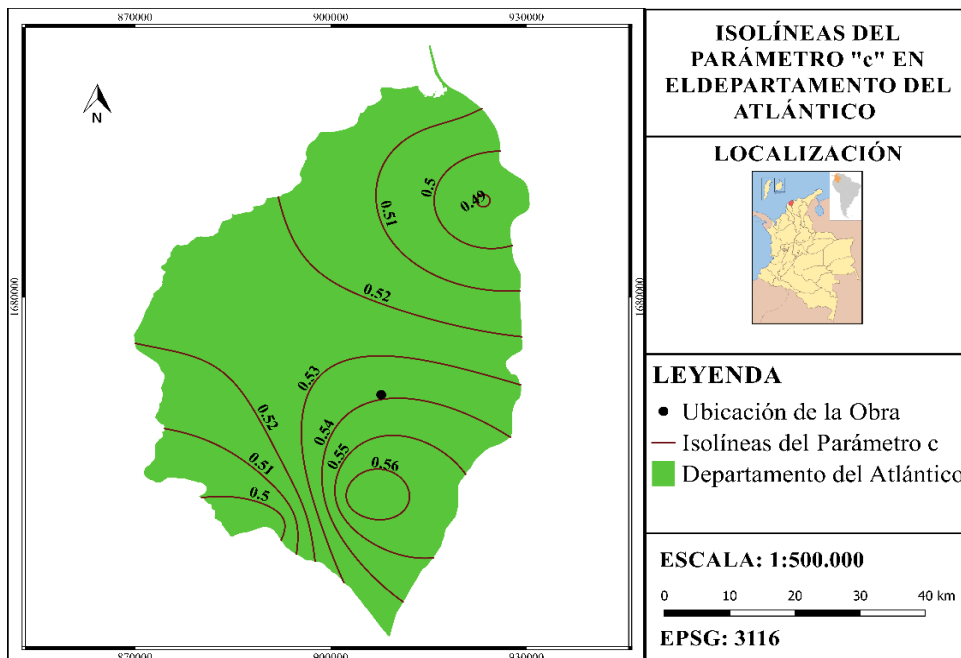 870000
900000
930000
1680000
1680000
N
0.5
0.49
0.51
0.52
0.53
0.52
0.54
0.55
0.56
0.51
0.5
870000
900000
930000
ISOLÍNEAS DEL
PARÁMETRO "c" EN
ELDEPARTAMENTO DEL
ATLÁNTICO
LOCALIZACIÓN
LEYENDA
Ubicación de la Obra
Isolíneas del Parámetro c
Departamento del Atlántico
ESCALA: 1:500.000
0 10 20 30 40 km
EPSG: 3116